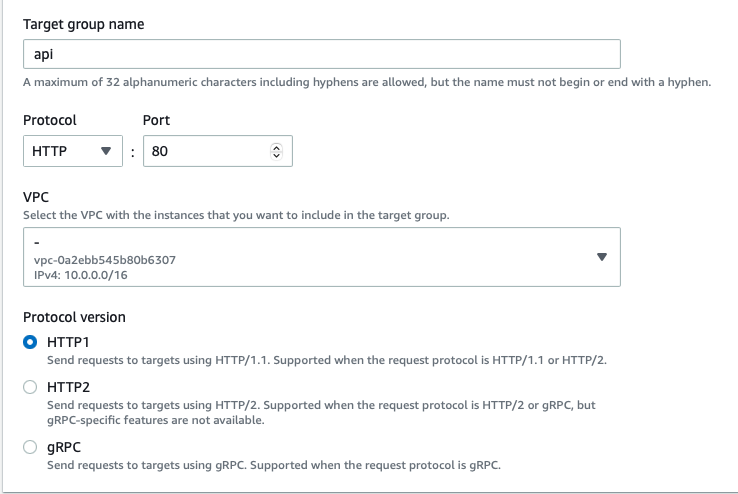 Target group name
api
A maximum of 32 alphanumeric characters including hyphens are allowed, but the name must not begin or end with a hyphen.
Protocol Port
HTTP : 80
VPC
Select the VPC with the instances that you want to include in the target group.
-
vpc-0a2ebb545b80b6307
IPv4: 10.0.0.0/16
Protocol version
HTTP1
Send requests to targets using HTTP/1.1. Supported when the request protocol is HTTP/1.1 or HTTP/2.
HTTP2
Send requests to targets using HTTP/2. Supported when the request protocol is HTTP/2 or gRPC, but
gRPC-specific features are not available.
gRPC
Send requests to targets using gRPC. Supported when the request protocol is gRPC.